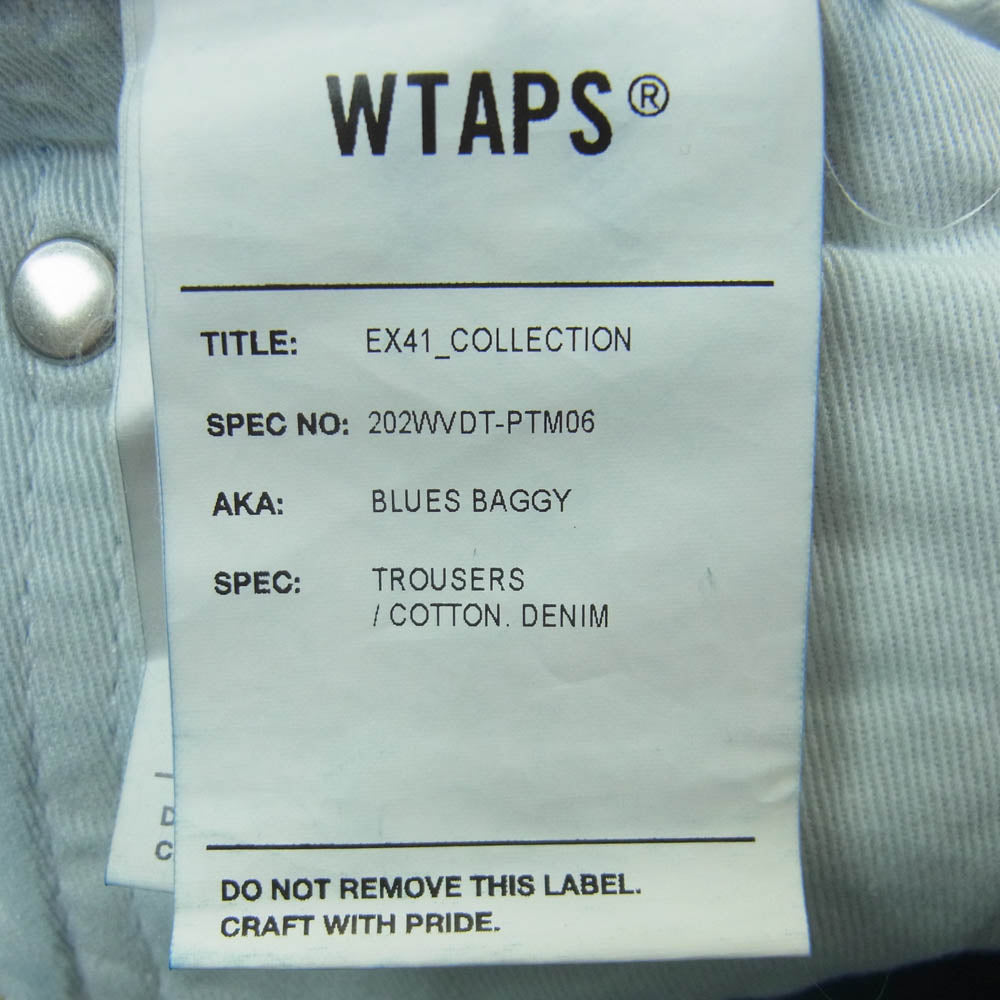 WTAPS®
TITLE: EX41_COLLECTION
SPEC NO: 202WVDT-PTM06
AKA: BLUES BAGGY
SPEC: TROUSERS
/ COTTON. DENIM
DO NOT REMOVE THIS LABEL.
CRAFT WITH PRIDE.